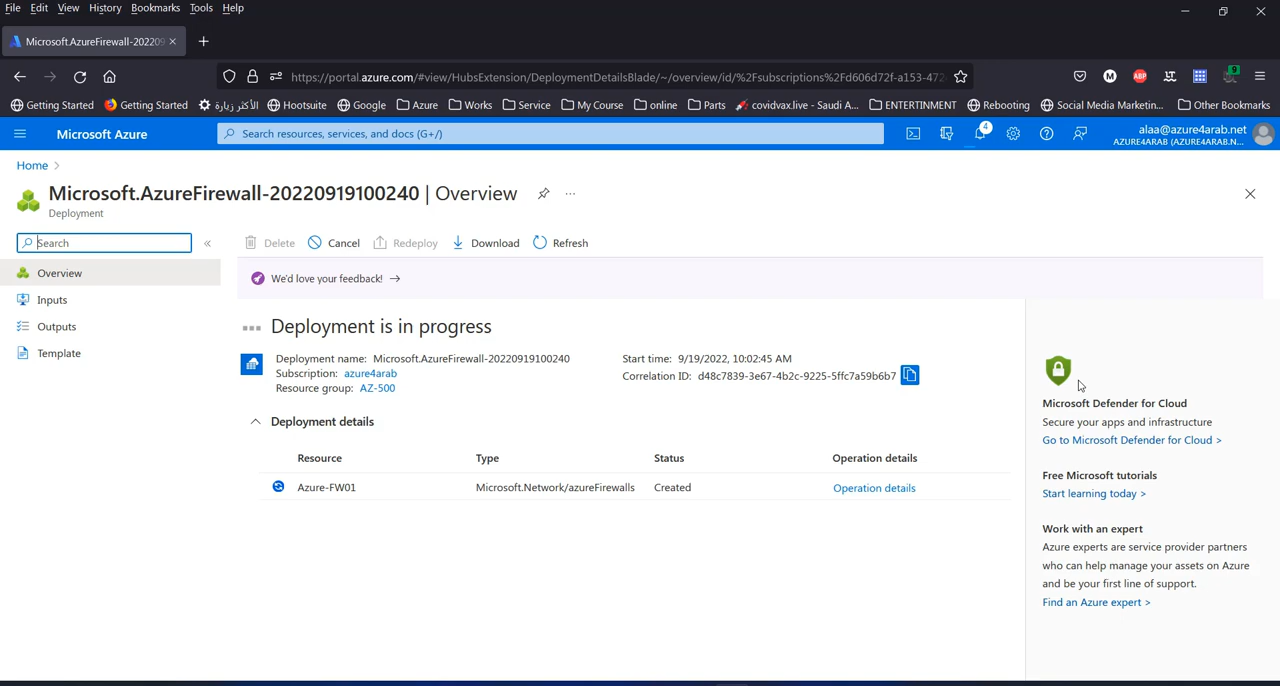 File Edit View History Bookmarks Tools Help
Microsoft.AzureFirewall-202209
https://portal.azure.com/#view/HubsExtension/DeploymentDetailsBlade/~/overview/id/%2Fsubscriptions%2Fd606d72f-a153-472
ABP
9
Getting Started Getting Started الأكثر زيارة Hootsuite Google Azure Works Service My Course online Parts covidvax.live - Saudi A... ENTERTINMENT Rebooting Social Media Marketin... Other Bookmarks
Microsoft Azure
Search resources, services, and docs (G+/)
4
alaa@azure4arab.net
AZURE4ARAB (AZURE4ARAB.N...
Home
Microsoft.AzureFirewall-20220919100240 | Overview ...
Deployment
Search
«
Delete Cancel Redeploy Download Refresh
Overview
Inputs
Outputs
Template
We'd love your feedback! →
Deployment is in progress
Deployment name: Microsoft.AzureFirewall-20220919100240
Subscription: azure4arab
Resource group: AZ-500
Start time: 9/19/2022, 10:02:45 AM
Correlation ID: d48c7839-3e67-4b2c-9225-5ffc7a59b6b7
Deployment details
Resource Type Status Operation details
Azure-FW01 Microsoft.Network/azureFirewalls Created Operation details
Microsoft Defender for Cloud
Secure your apps and infrastructure
Go to Microsoft Defender for Cloud >
Free Microsoft tutorials
Start learning today >
Work with an expert
Azure experts are service provider partners
who can help manage your assets on Azure
and be your first line of support.
Find an Azure expert >